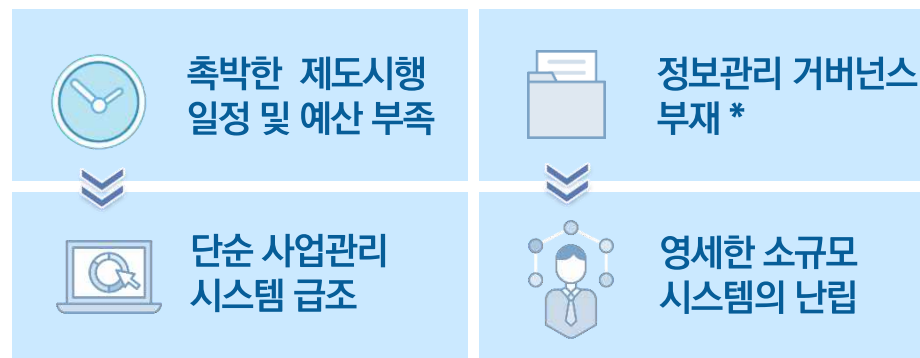 촉박한 제도시행
일정 및 예산 부족
정보관리 거버넌스
부재 *
단순 사업관리
시스템 급조
영세한 소규모
시스템의 난립